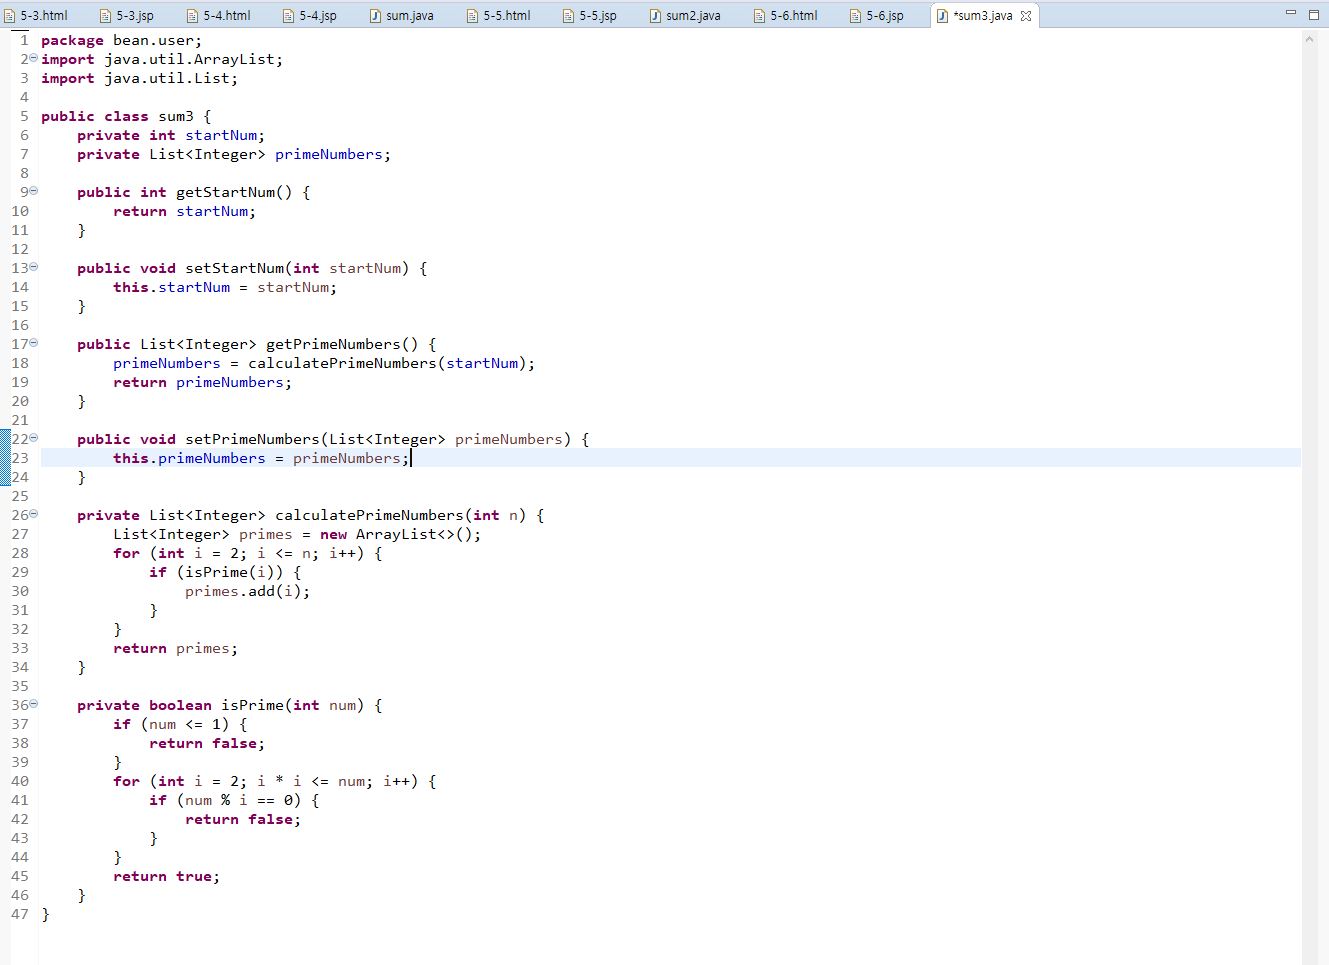 5-3.html 5-3.jsp 5-4.html 5-4.jsp sum.java 5-5.html 5-5.jsp sum2.java 5-6.html 5-6.jsp *sum3.java
1 package bean.user;
2 import java.util.ArrayList;
3 import java.util.List;
4
5 public class sum3 {
6     private int startNum;
7     private List<Integer> primeNumbers;
8
9     public int getStartNum() {
10         return startNum;
11     }
12
13     public void setStartNum(int startNum) {
14         this.startNum = startNum;
15     }
16
17     public List<Integer> getPrimeNumbers() {
18         primeNumbers = calculatePrimeNumbers(startNum);
19         return primeNumbers;
20     }
21
22     public void setPrimeNumbers(List<Integer> primeNumbers) {
23         this.primeNumbers = primeNumbers;
24     }
25
26     private List<Integer> calculatePrimeNumbers(int n) {
27         List<Integer> primes = new ArrayList<>();
28         for (int i = 2; i <= n; i++) {
29             if (isPrime(i)) {
30                 primes.add(i);
31             }
32         }
33         return primes;
34     }
35
36     private boolean isPrime(int num) {
37         if (num <= 1) {
38             return false;
39         }
40         for (int i = 2; i * i <= num; i++) {
41             if (num % i == 0) {
42                 return false;
43             }
44         }
45         return true;
46     }
47 }